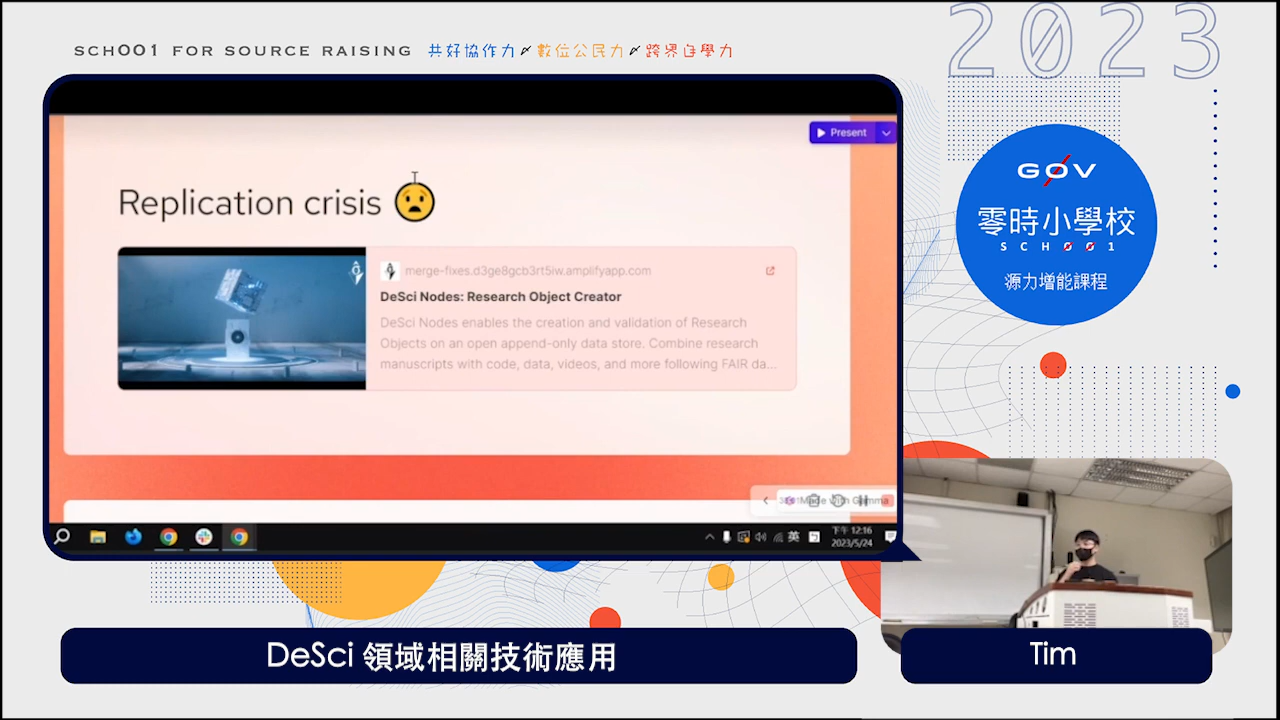 2023
SCH001 FOR SOURCE RAISING 共好協作力 數位公民力 跨界自學力
GØV
零時小學校
SCH001
源力增能課程
Present
Replication crisis
merge-fixes.d3ge8gcb3rt5iw.amplifyapp.com
DeSci Nodes: Research Object Creator
DeSci Nodes enables the creation and validation of Research
Objects on an open append-only data store. Combine research
manuscripts with code, data, videos, and more following FAIR da...
Made with Gamma
英
下午 12:16
2023/5/24
DeSci 領域相關技術應用
Tim